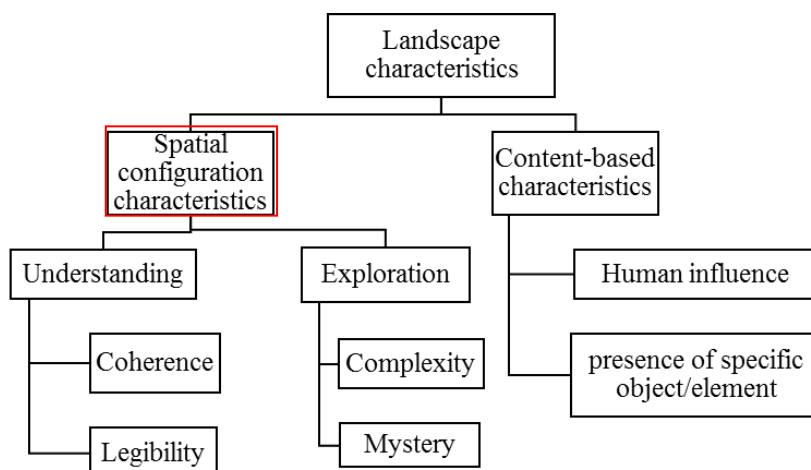 Landscape
characteristics
Spatial
configuration
characteristics
Content-based
characteristics
Understanding
Exploration
Human influence
Coherence
Complexity
presence of specific
object/element
Legibility
Mystery